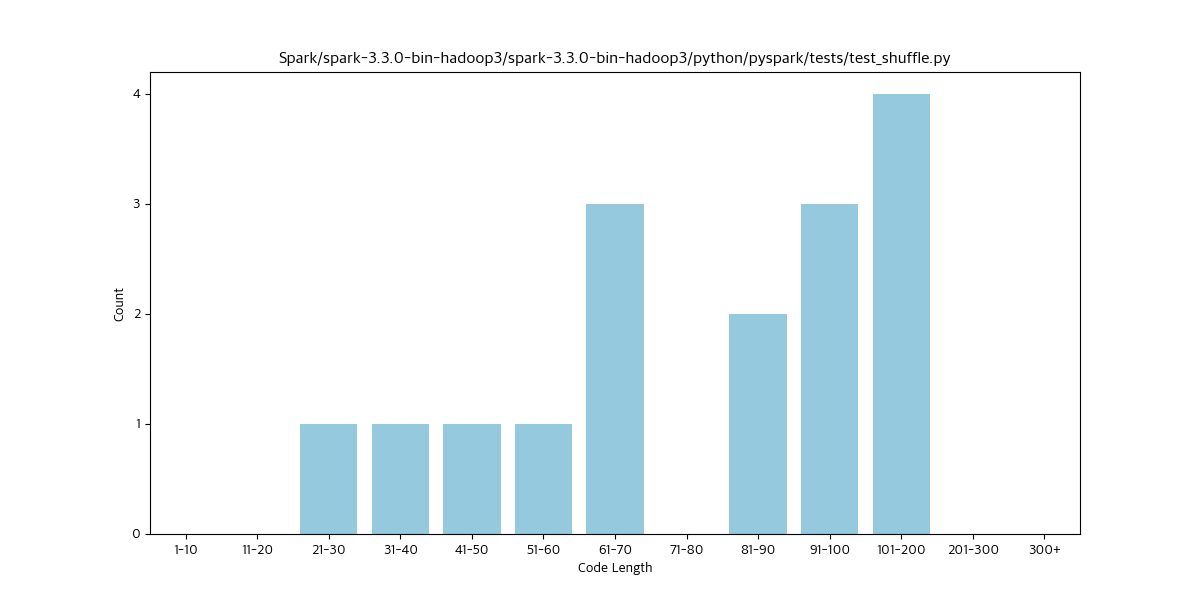 Spark/spark-3.3.0-bin-hadoop3/spark-3.3.0-bin-hadoop3/python/pyspark/tests/test_shuffle.py
4
3
2
1
0
Count
1-10 11-20 21-30 31-40 41-50 51-60 61-70 71-80 81-90 91-100 101-200 201-300 300+
Code Length